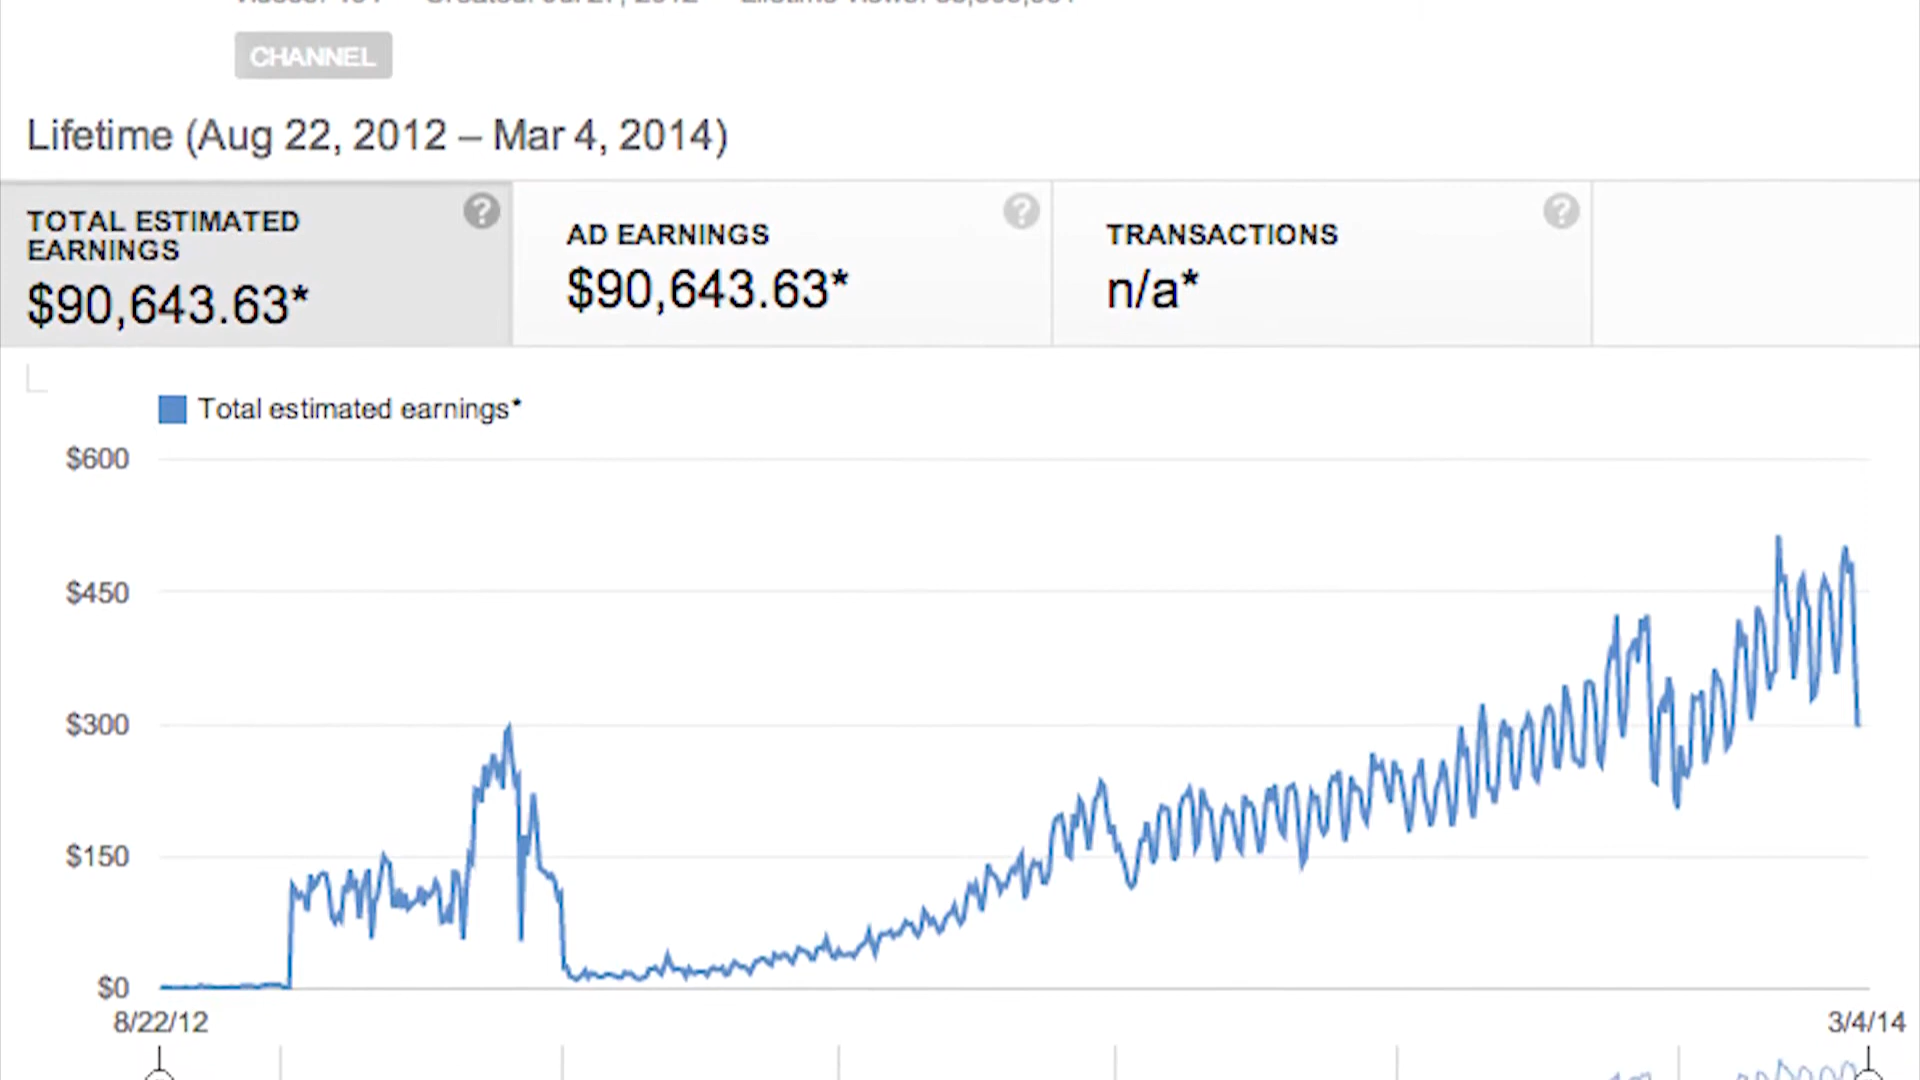 CHANNEL
Lifetime (Aug 22, 2012 – Mar 4, 2014)
TOTAL ESTIMATED
EARNINGS
?
$90,643.63*
AD EARNINGS
?
$90,643.63*
TRANSACTIONS
?
n/a*
Total estimated earnings*
$600
$450
$300
$150
$0
8/22/12
3/4/14